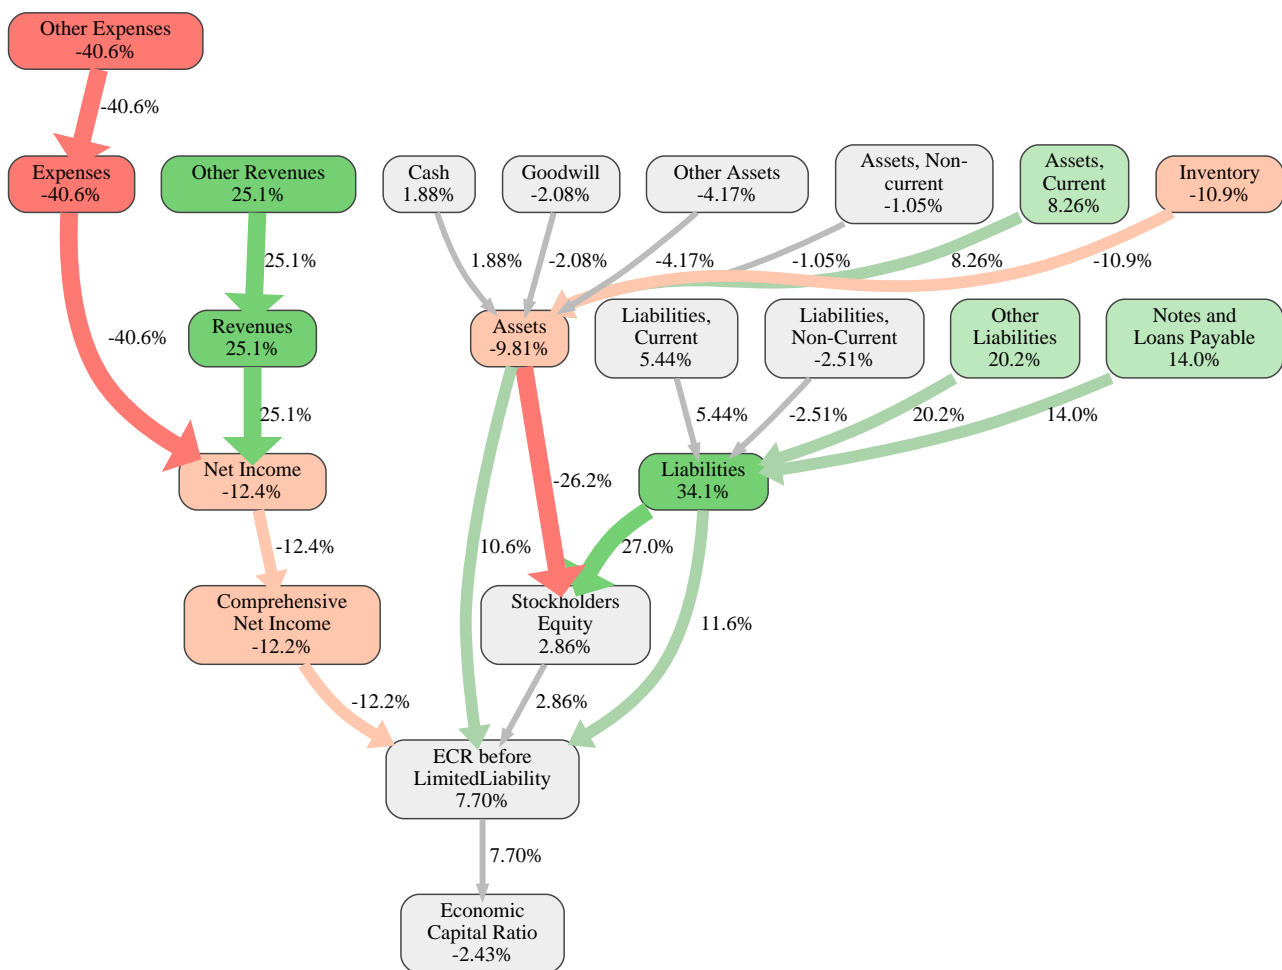 Other Expenses
-40.6%
-40.6%
Expenses
-40.6%
Other Revenues
25.1%
Cash
1.88%
Goodwill
-2.08%
Other Assets
-4.17%
Assets, Non-
current
-1.05%
Assets,
Current
8.26%
Inventory
-10.9%
25.1%
1.88%
-2.08%
-4.17%
-1.05%
8.26%
-10.9%
-40.6%
Revenues
25.1%
Assets
-9.81%
Liabilities,
Current
5.44%
Liabilities,
Non-Current
-2.51%
Other
Liabilities
20.2%
Notes and
Loans Payable
14.0%
25.1%
5.44%
-2.51%
20.2%
14.0%
Net Income
-12.4%
-26.2%
Liabilities
34.1%
-12.4%
10.6%
27.0%
Comprehensive
Net Income
-12.2%
Stockholders
Equity
2.86%
11.6%
-12.2%
2.86%
ECR before
LimitedLiability
7.70%
7.70%
Economic
Capital Ratio
-2.43%